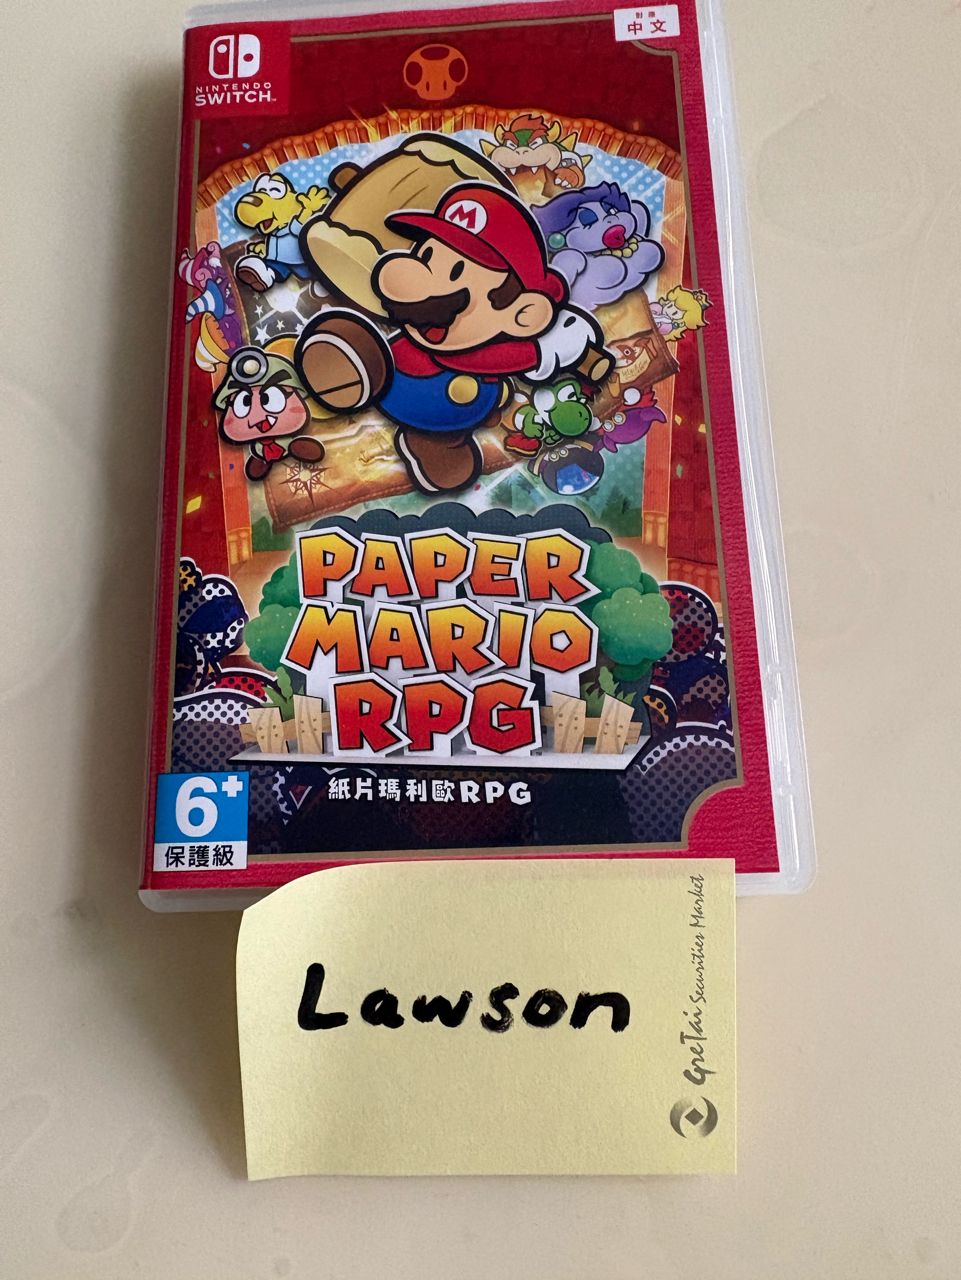 對應
中文
NINTENDO
SWITCH™
M
PAPER
MARIO
RPG
紙片瑪利歐RPG
6+
保護級
Lawson
GreTai Securities Market